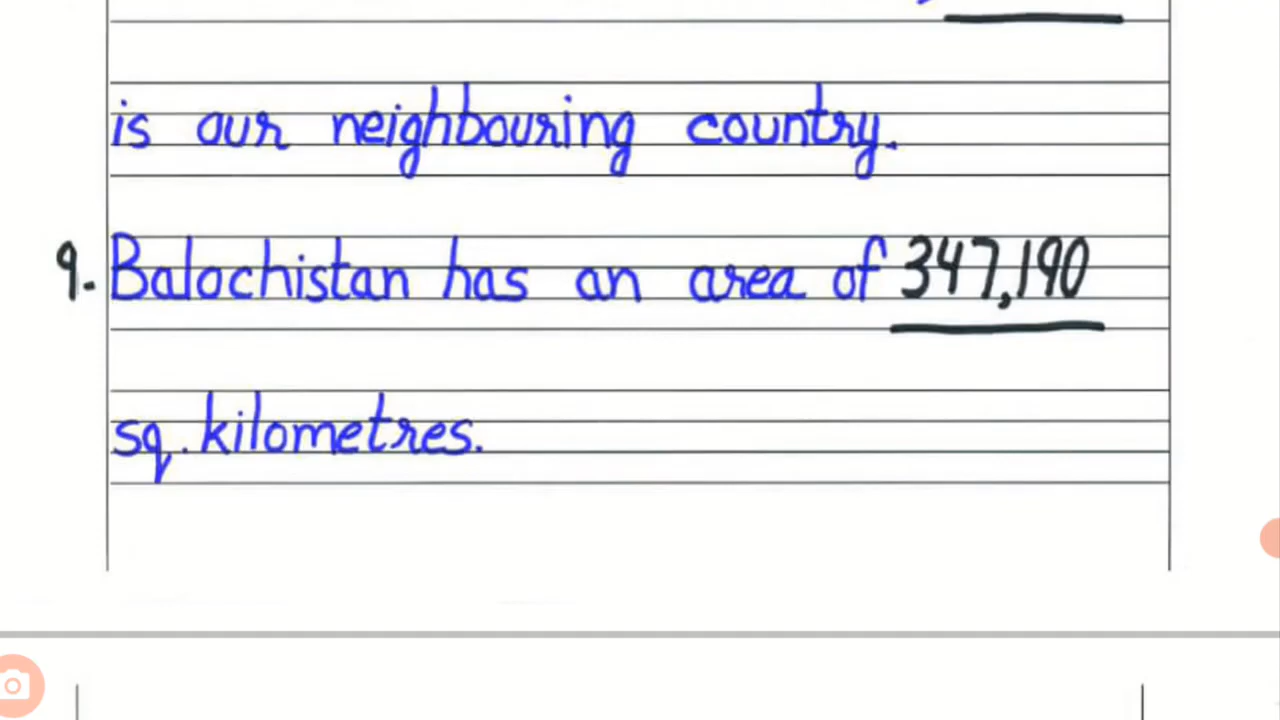 is our neighbouring country.
9. Balochistan has an area of 347,190
sq. kilometres.